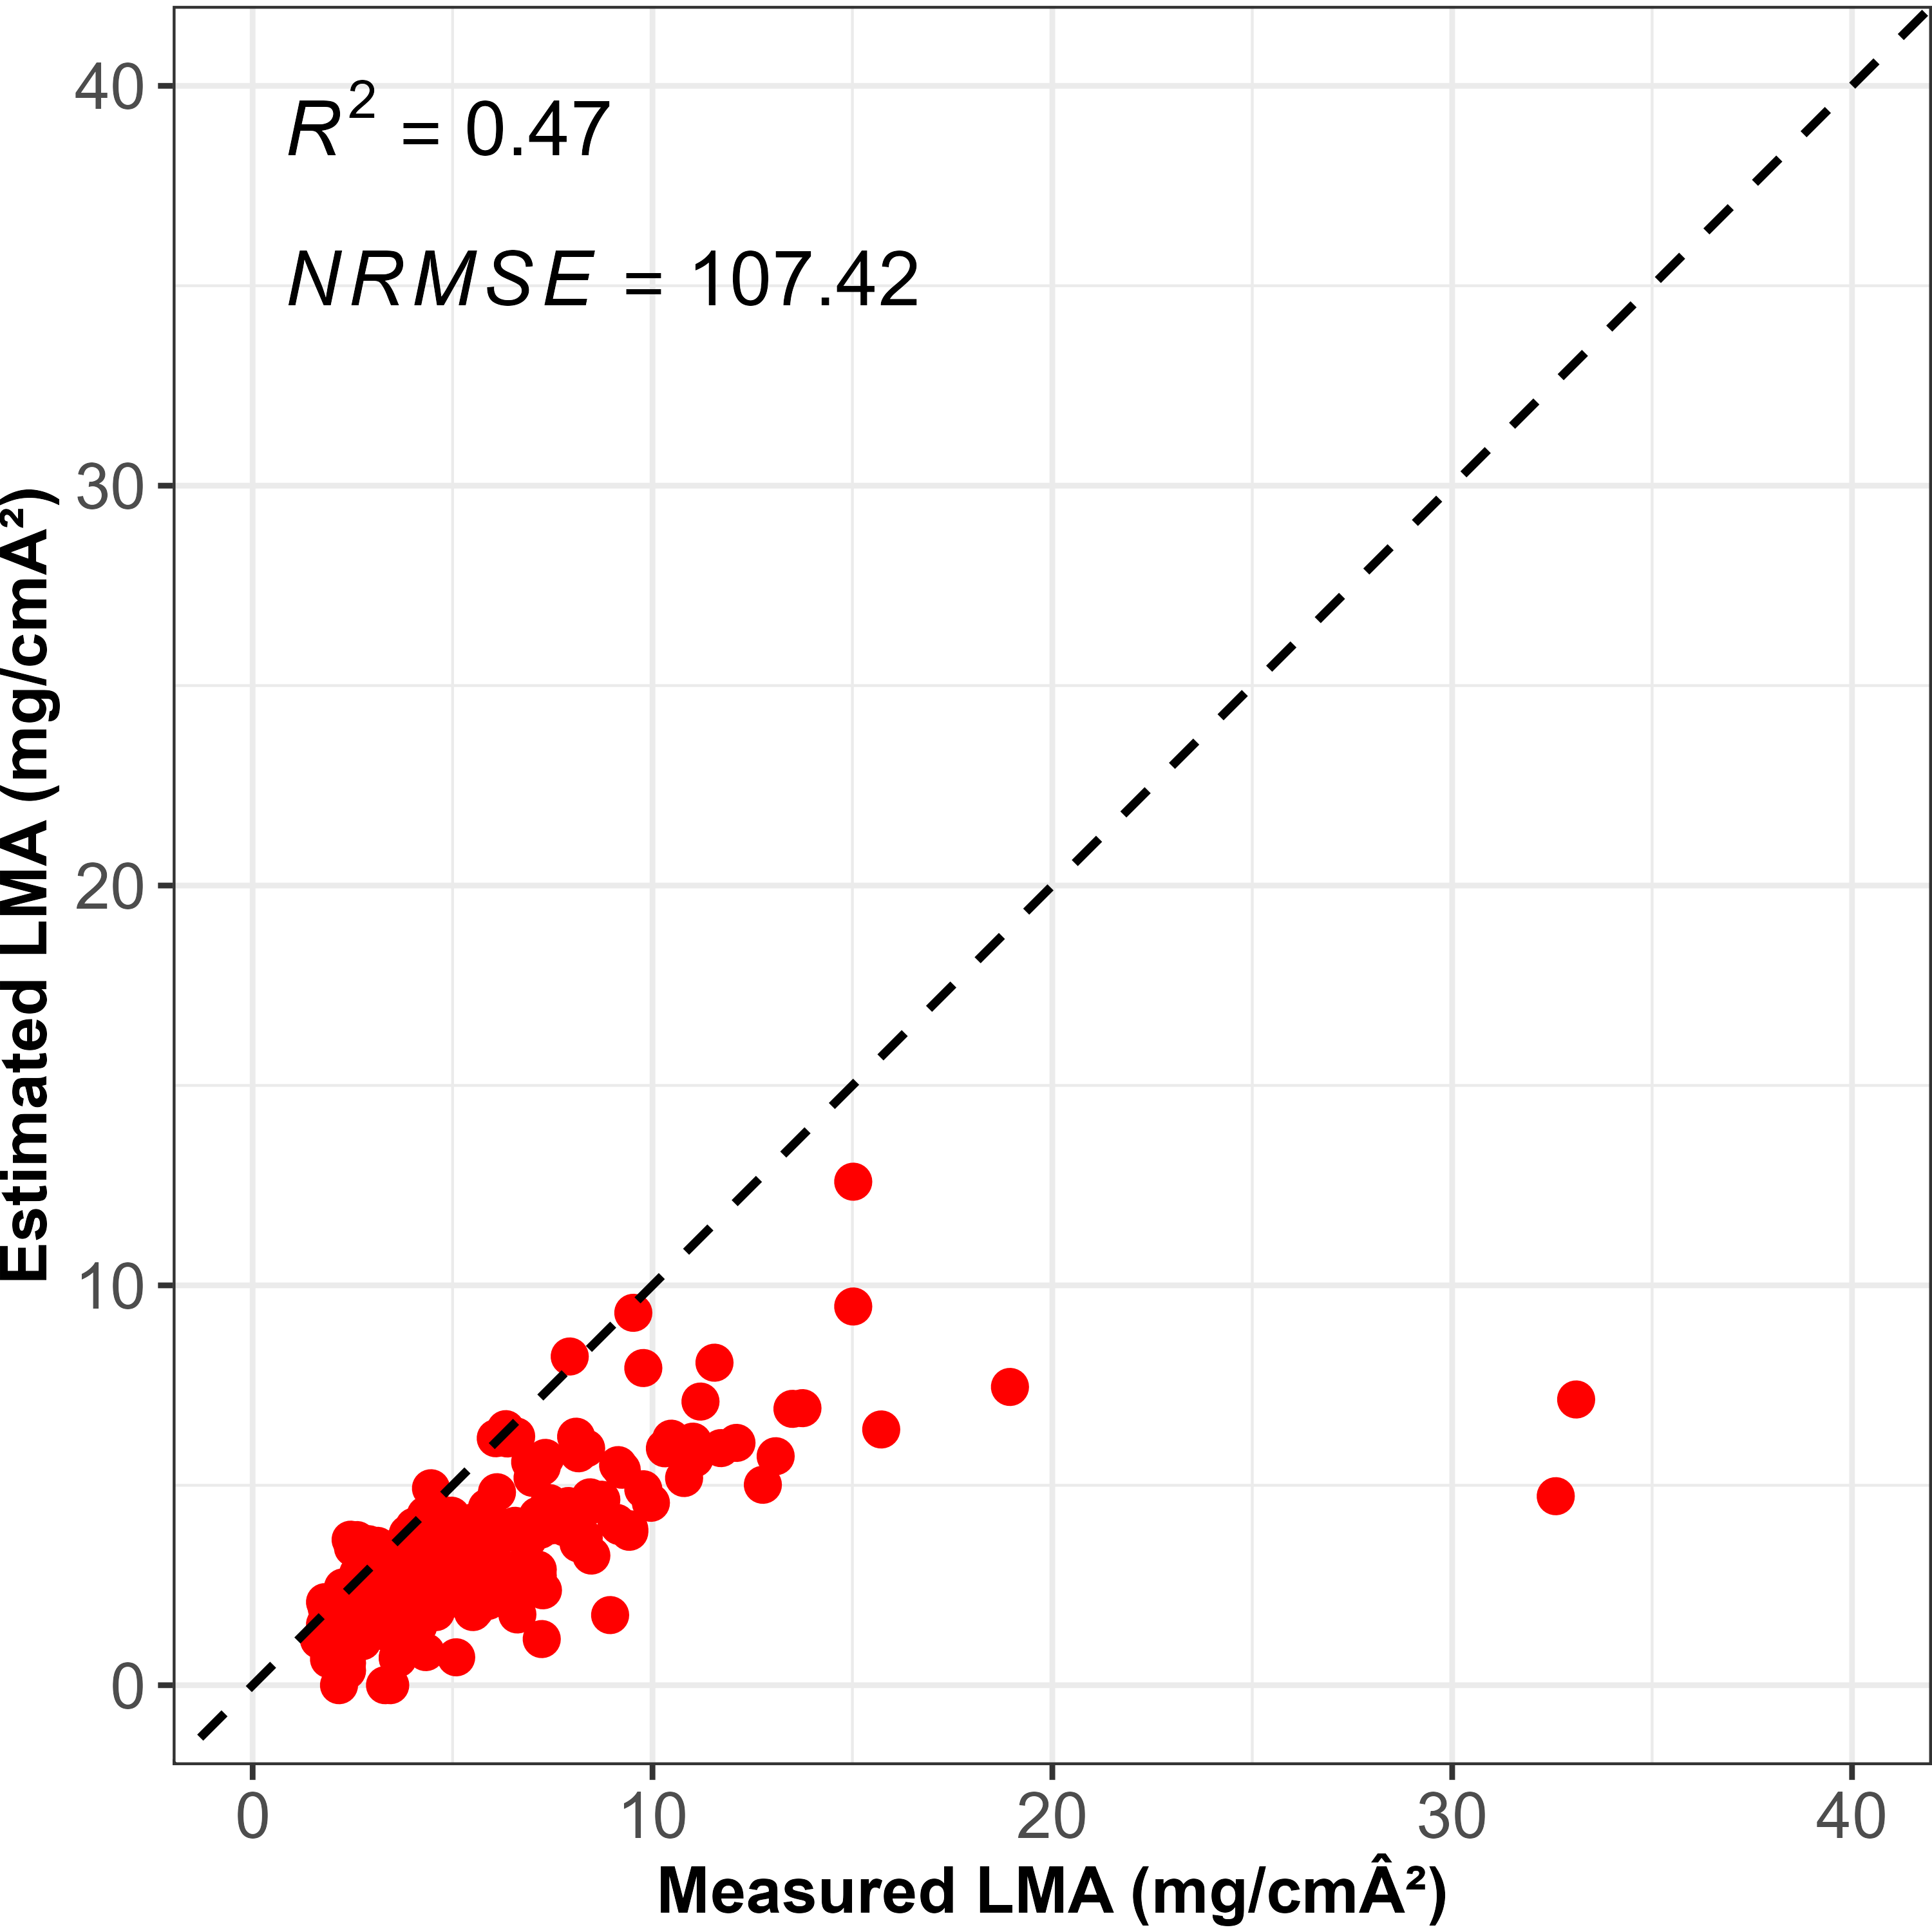 R² = 0.47
NRMSE = 107.42
40
30
20
10
0
Estimated LMA (mg/cmÂ²)
0 10 20 30 40
Measured LMA (mg/cmÂ²)